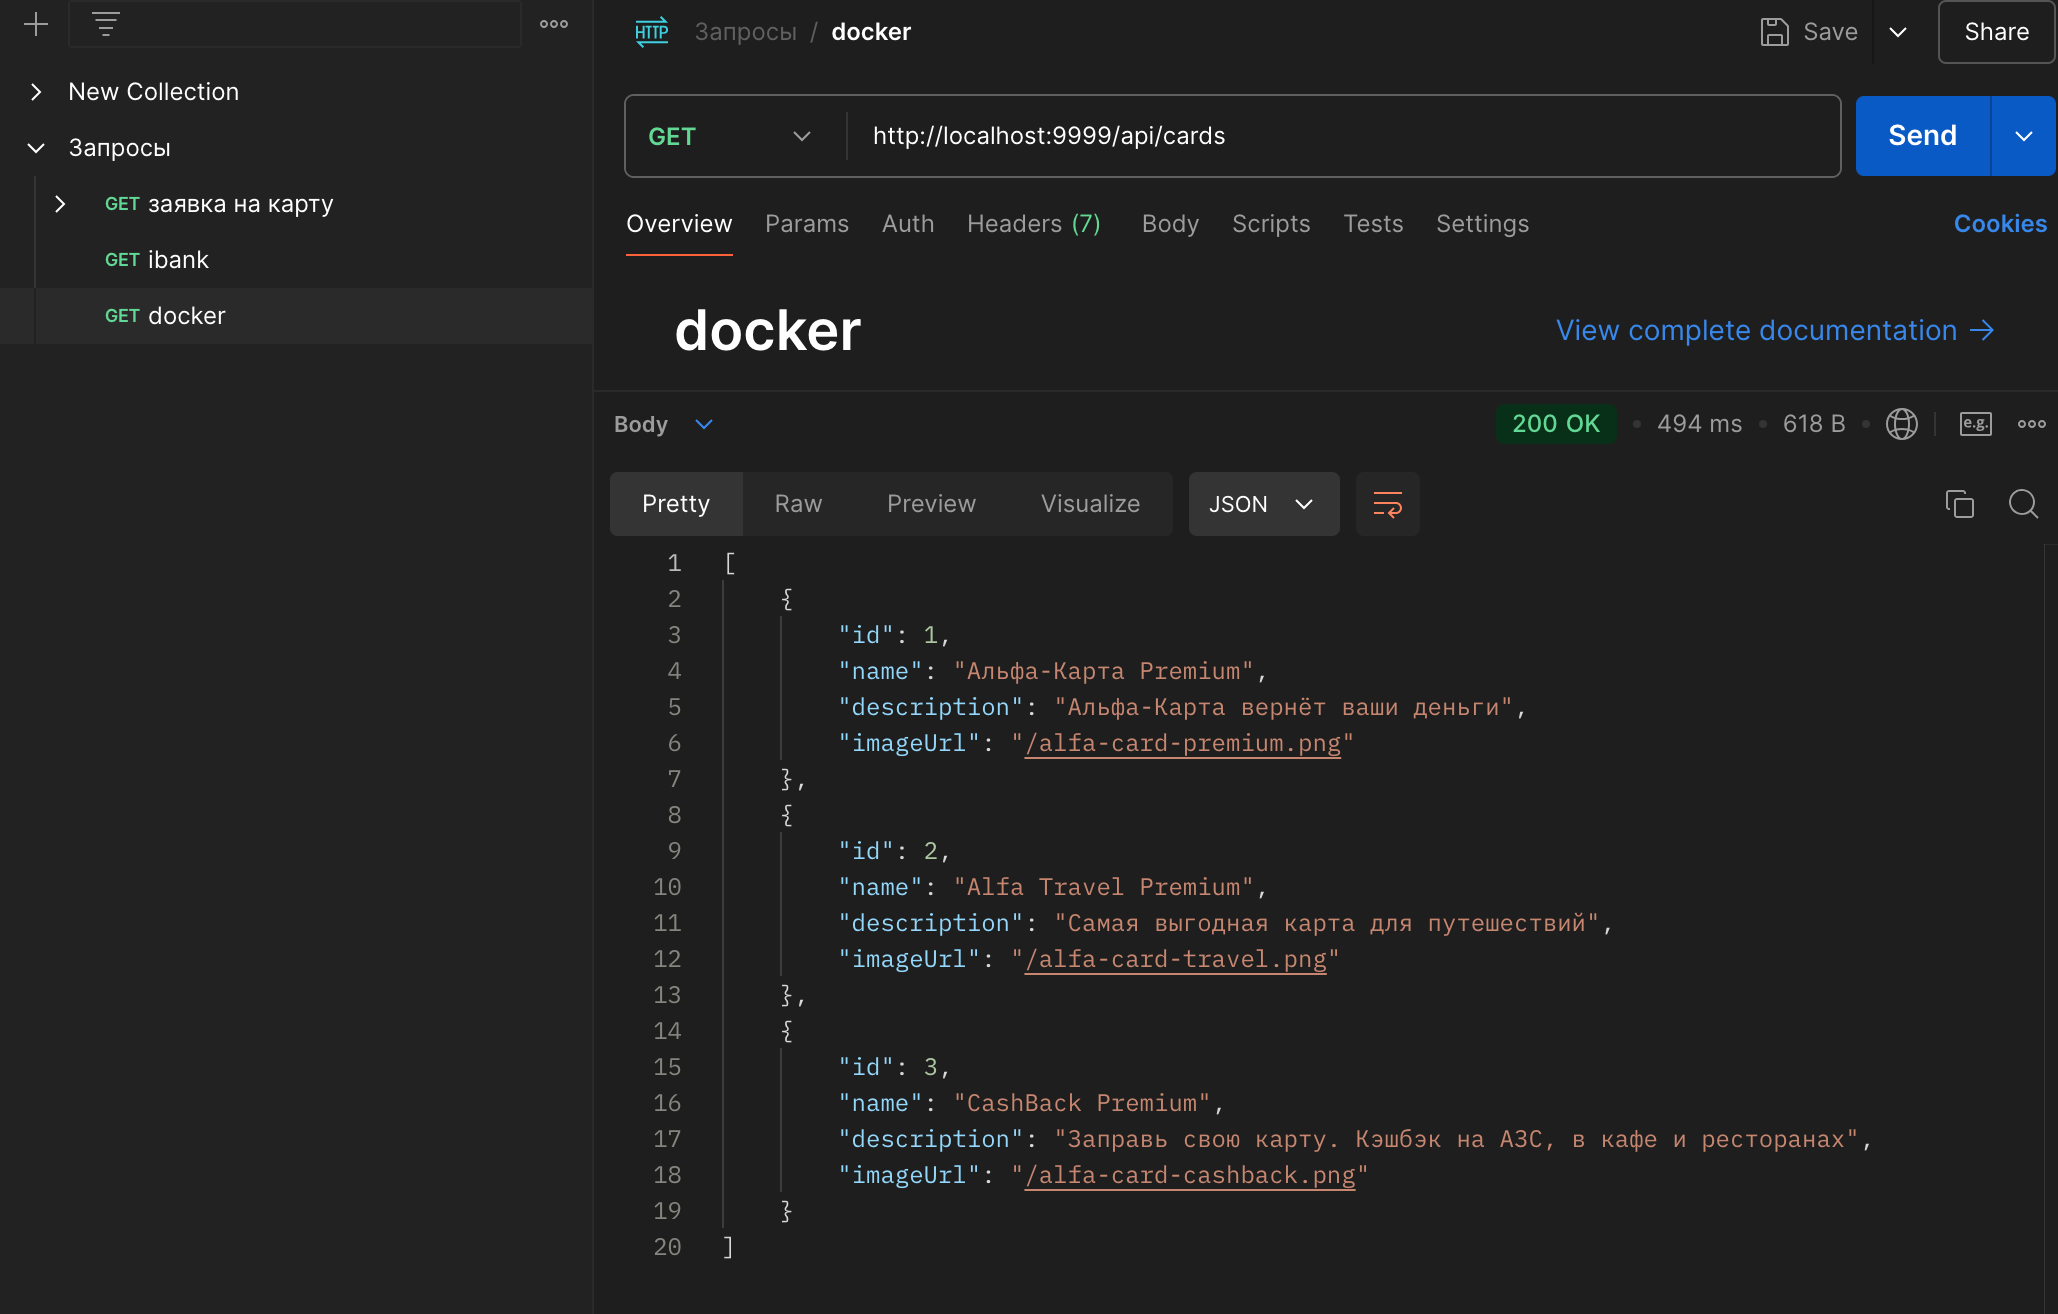 New Collection
Запросы
GET заявка на карту
GET ibank
GET docker
HTTP Запросы / docker
Save
Share
GET http://localhost:9999/api/cards
Send
Overview Params Auth Headers (7) Body Scripts Tests Settings Cookies
docker
View complete documentation →
Body 200 OK • 494 ms • 618 B • e.g.
Pretty Raw Preview Visualize JSON
1 [
2 {
3 "id": 1,
4 "name": "Альфа-Карта Premium",
5 "description": "Альфа-Карта вернёт ваши деньги",
6 "imageUrl": "/alfa-card-premium.png"
7 },
8 {
9 "id": 2,
10 "name": "Alfa Travel Premium",
11 "description": "Самая выгодная карта для путешествий",
12 "imageUrl": "/alfa-card-travel.png"
13 },
14 {
15 "id": 3,
16 "name": "CashBack Premium",
17 "description": "Заправь свою карту. Кэшбэк на АЗС, в кафе и ресторанах",
18 "imageUrl": "/alfa-card-cashback.png"
19 }
20 ]